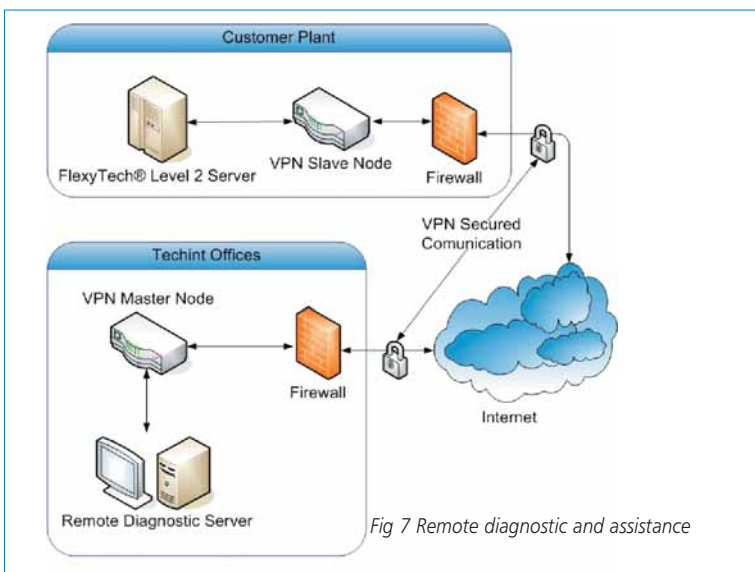 Customer Plant
FlexyTech® Level 2 Server
VPN Slave Node
Firewall
VPN Secured
Comunication
Techint Offices
VPN Master Node
Firewall
Internet
Remote Diagnostic Server
Fig 7 Remote diagnostic and assistance